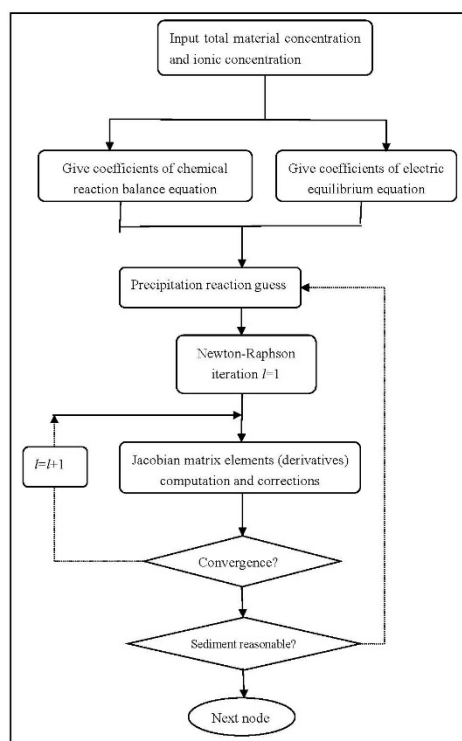 Input total material concentration
and ionic concentration
Give coefficients of chemical
reaction balance equation
Give coefficients of electric
equilibrium equation
Precipitation reaction guess
Newton-Raphson
iteration l=1
l=l+1
Jacobian matrix elements (derivatives)
computation and corrections
Convergence?
Sediment reasonable?
Next node